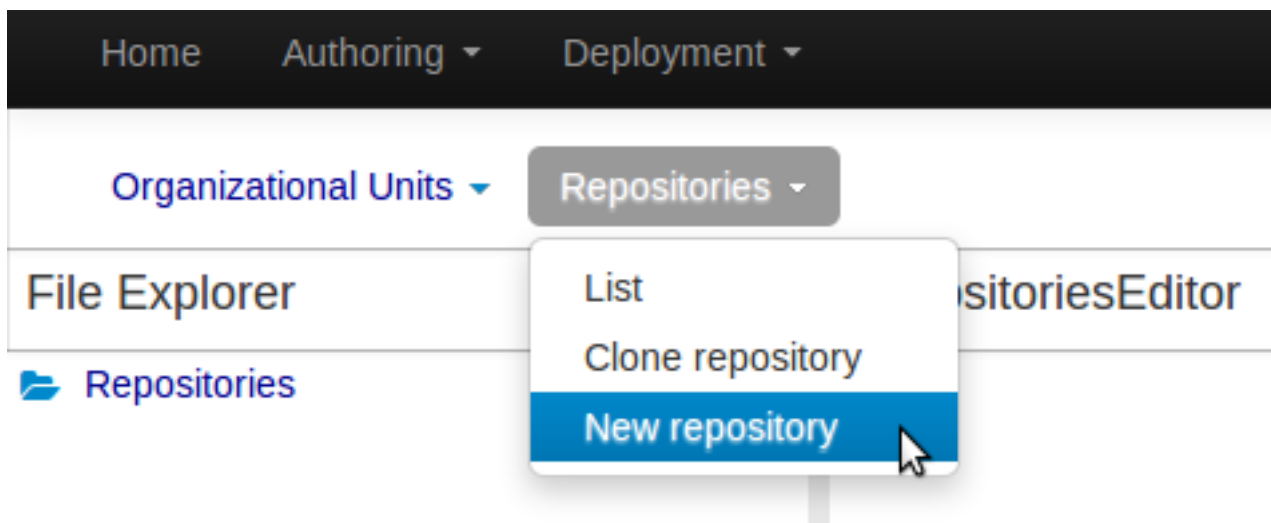 Home Authoring Deployment
Organizational Units Repositories
File Explorer
List
sitoriesEditor
Clone repository
Repositories
New repository